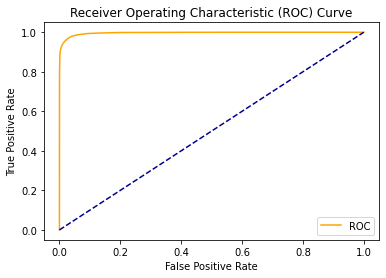 Receiver Operating Characteristic (ROC) Curve
1.0
0.8
0.6
0.4
0.2
0.0
True Positive Rate
ROC
0.0 0.2 0.4 0.6 0.8 1.0
False Positive Rate